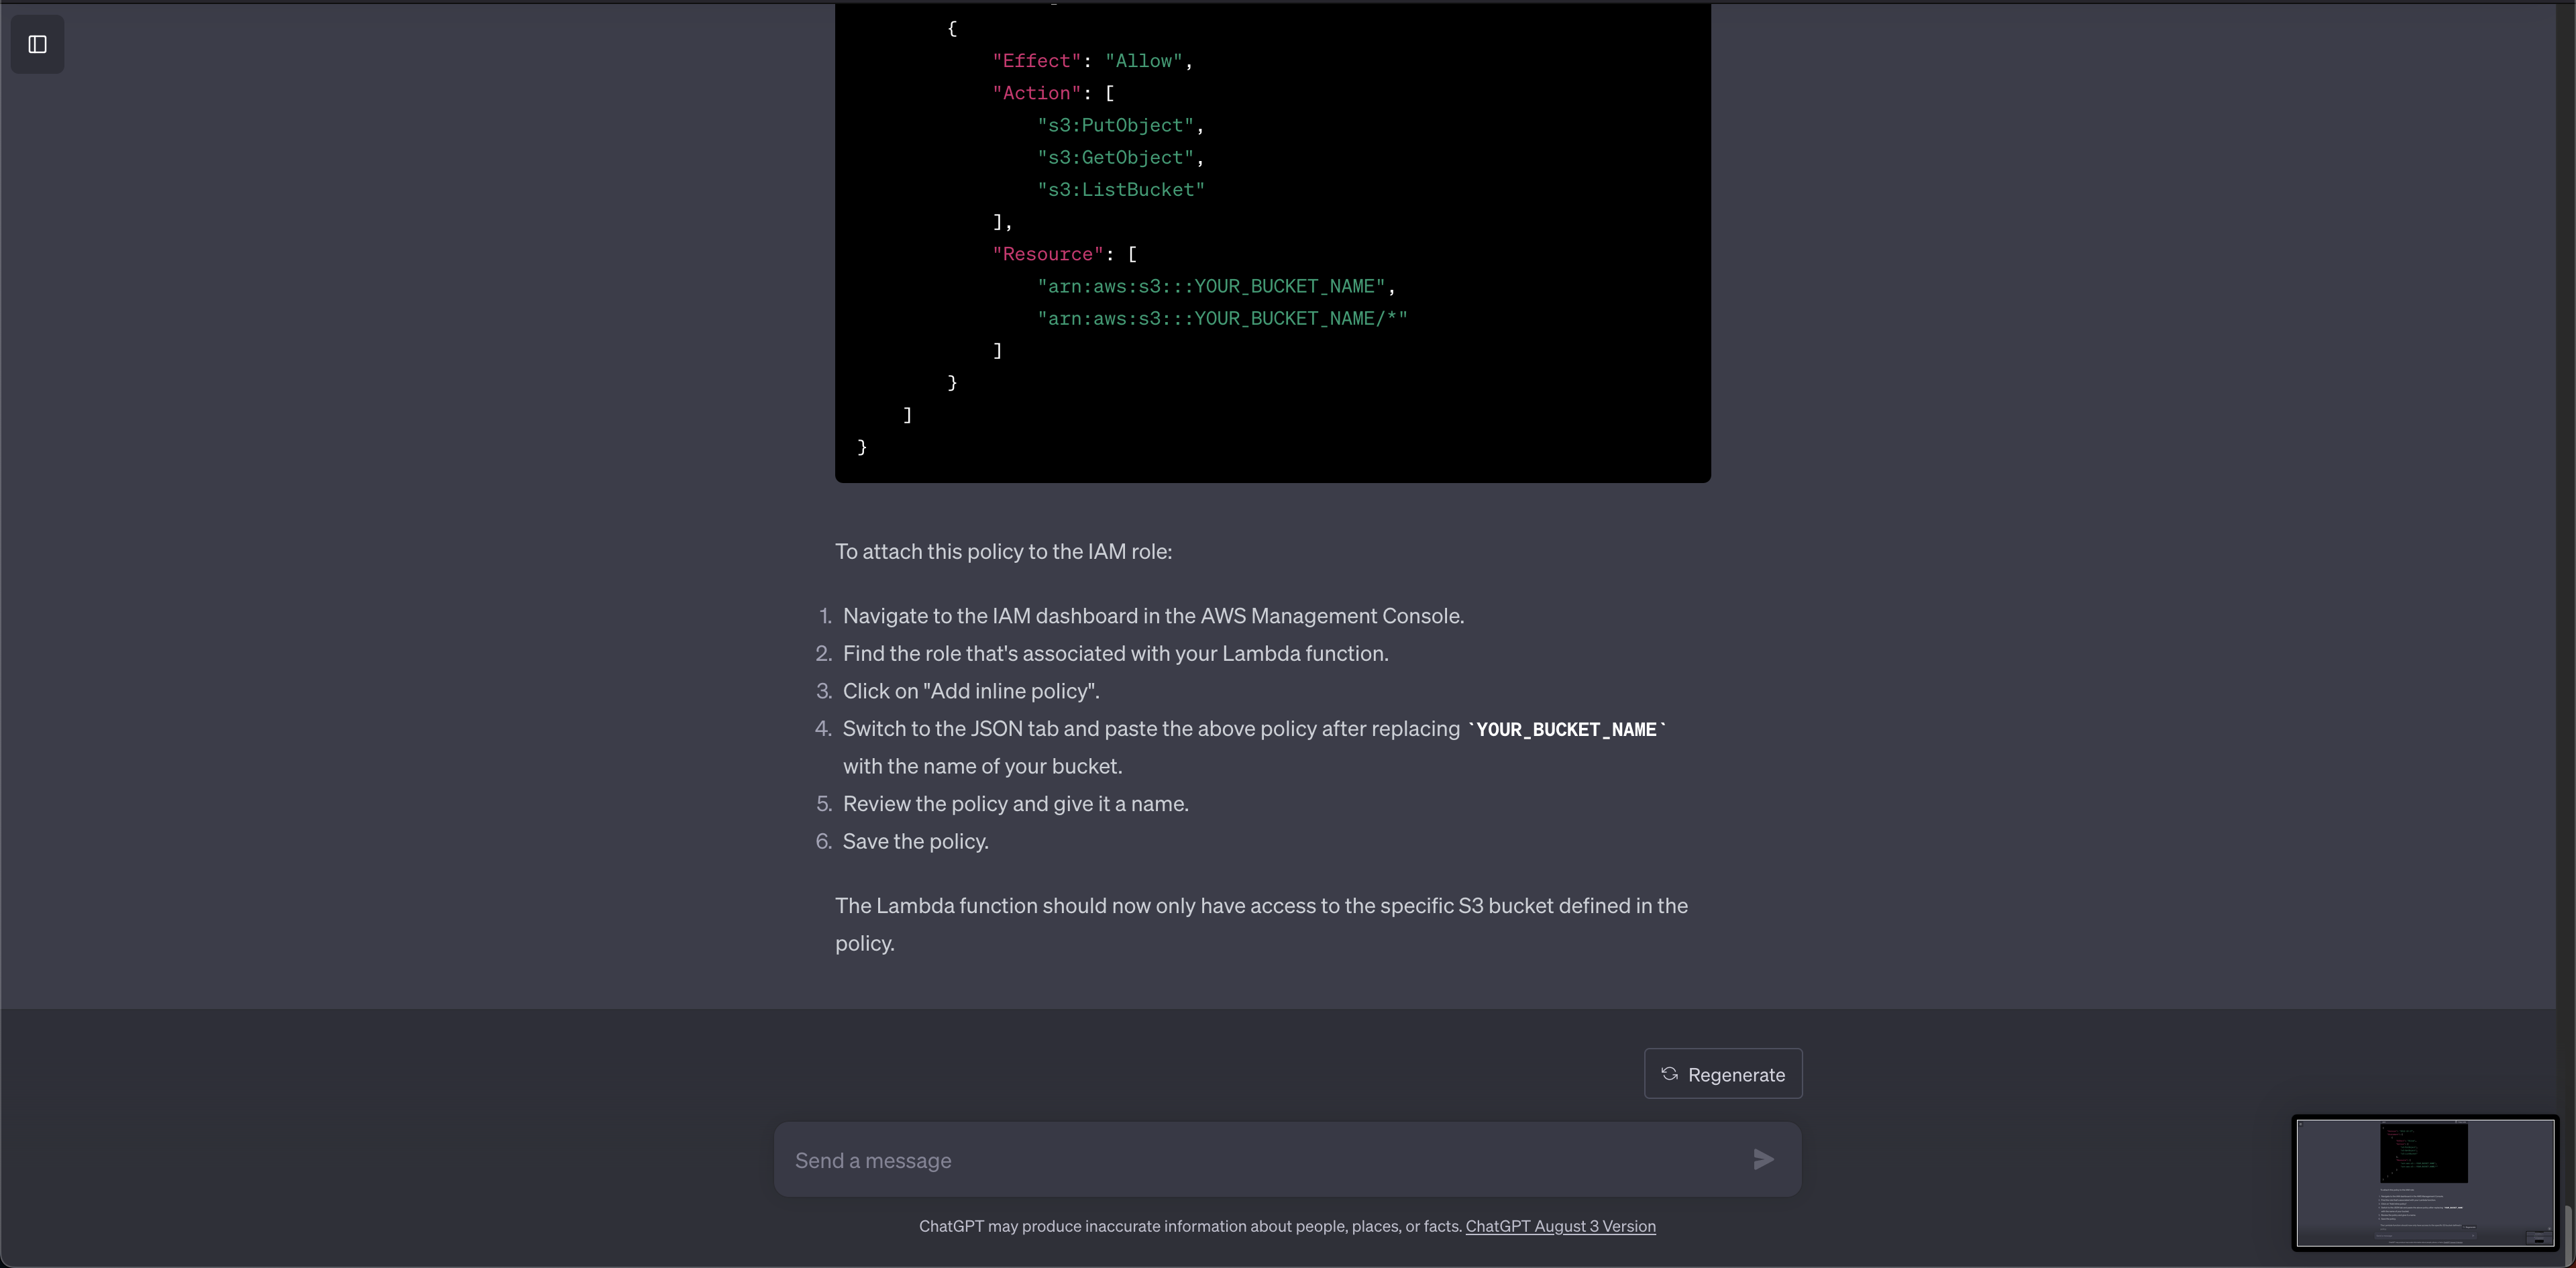 {
"Effect": "Allow",
"Action": [
"s3:PutObject",
"s3:GetObject",
"s3:ListBucket"
],
"Resource": [
"arn:aws:s3:::YOUR_BUCKET_NAME",
"arn:aws:s3:::YOUR_BUCKET_NAME/*"
]
}
]
}
To attach this policy to the IAM role:
1. Navigate to the IAM dashboard in the AWS Management Console.
2. Find the role that's associated with your Lambda function.
3. Click on "Add inline policy".
4. Switch to the JSON tab and paste the above policy after replacing `YOUR_BUCKET_NAME`
with the name of your bucket.
5. Review the policy and give it a name.
6. Save the policy.
The Lambda function should now only have access to the specific S3 bucket defined in the
policy.
Regenerate
Send a message
ChatGPT may produce inaccurate information about people, places, or facts. ChatGPT August 3 Version